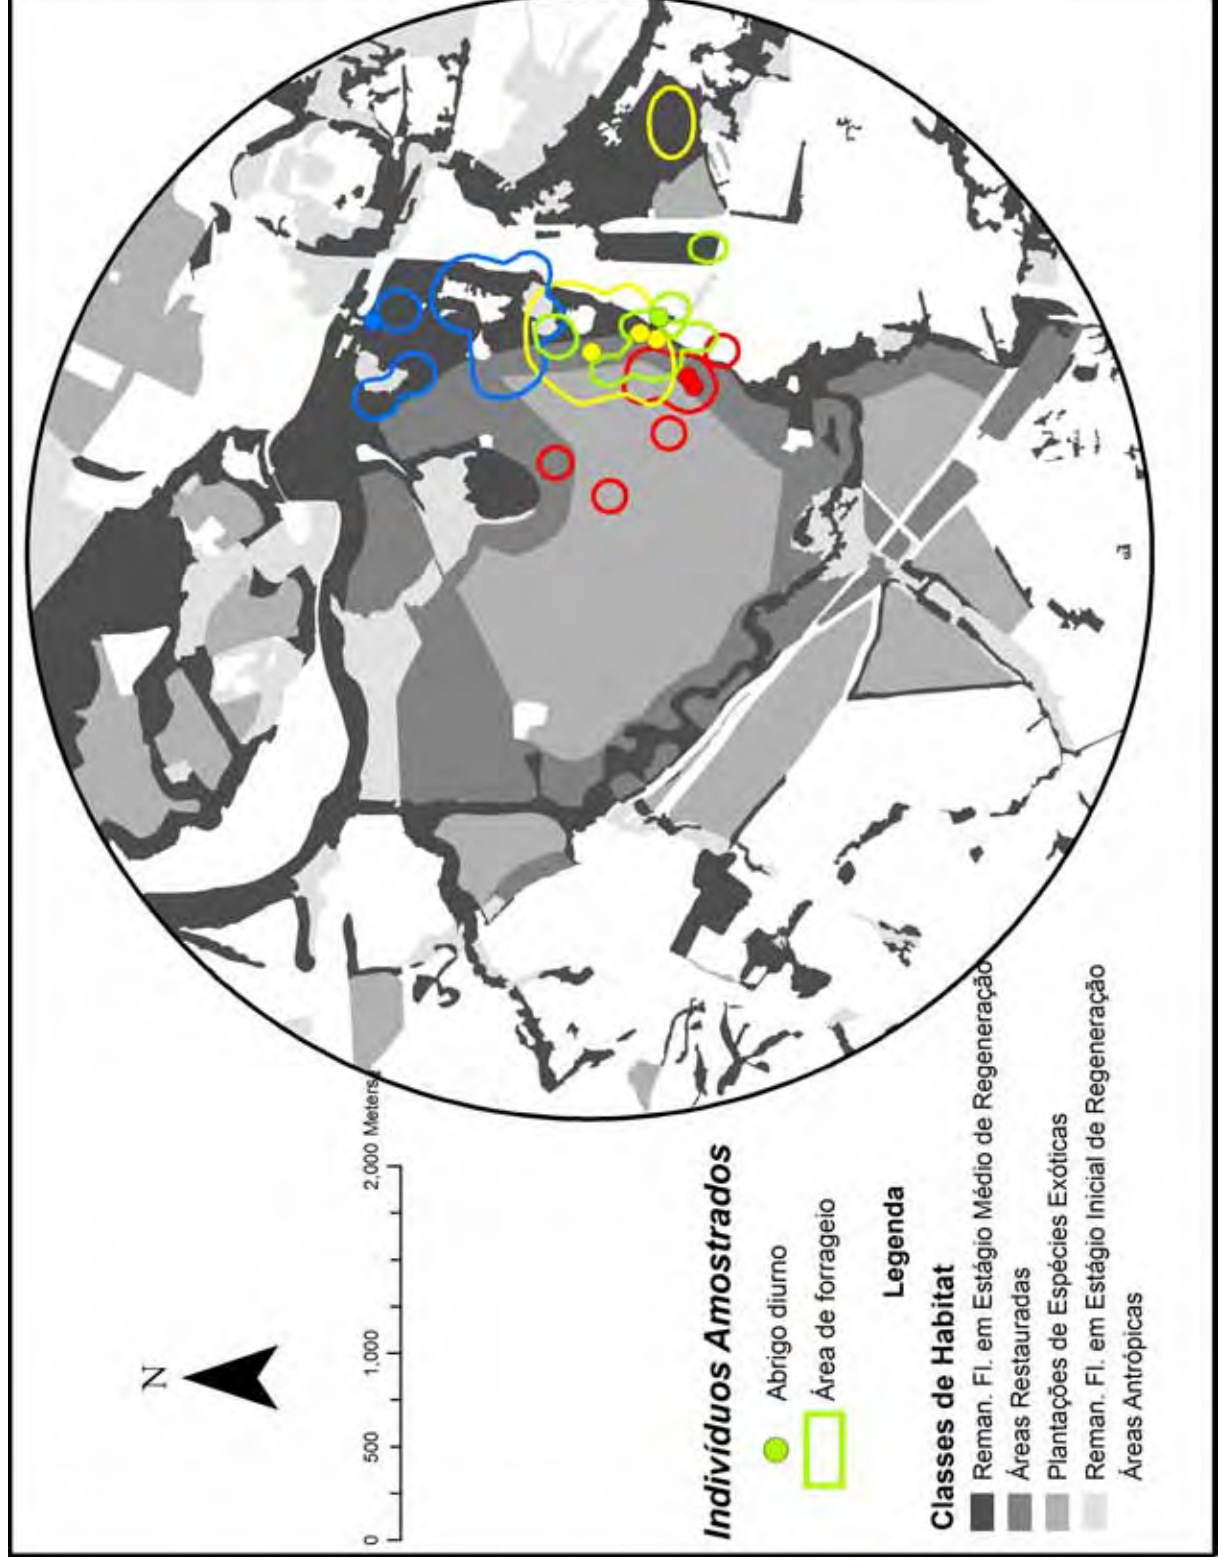 N
0 500 1,000 2,000 Meters
Indivíduos Amostrados
Abrigo diurno
Área de forrageio
Legenda
Classes de Habitat
Reman. Fl. em Estágio Médio de Regeneração
Áreas Restauradas
Plantações de Espécies Exóticas
Reman. Fl. em Estágio Inicial de Regeneração
Áreas Antrópicas